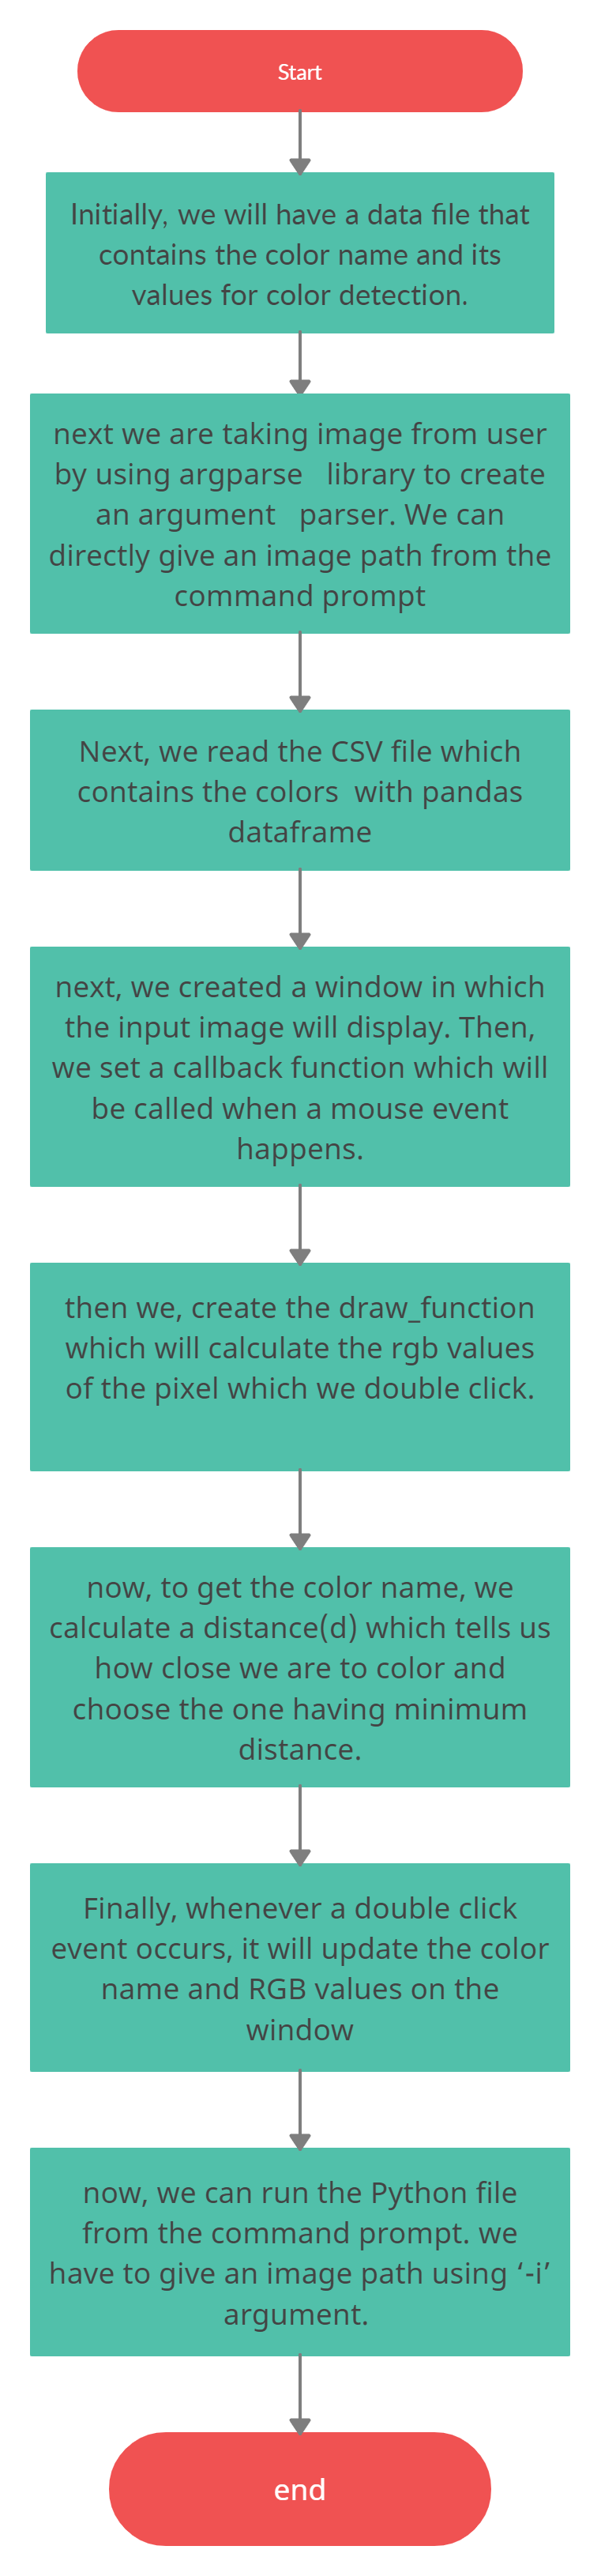 Start
Initially, we will have a data file that
contains the color name and its
values for color detection.
next we are taking image from user
by using argparse   library to create
an argument   parser. We can
directly give an image path from the
command prompt
Next, we read the CSV file which
contains the colors  with pandas
dataframe
next, we created a window in which
the input image will display. Then,
we set a callback function which will
be called when a mouse event
happens.
then we, create the draw_function
which will calculate the rgb values
of the pixel which we double click.
now, to get the color name, we
calculate a distance(d) which tells us
how close we are to color and
choose the one having minimum
distance.
Finally, whenever a double click
event occurs, it will update the color
name and RGB values on the
window
now, we can run the Python file
from the command prompt. we
have to give an image path using ‘-i’
argument.
end